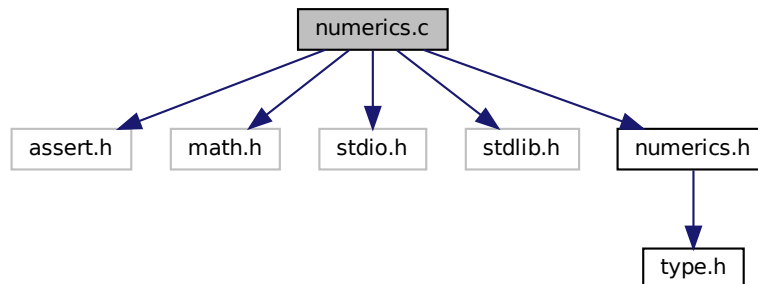 numerics.c
assert.h
math.h
stdio.h
stdlib.h
numerics.h
type.h